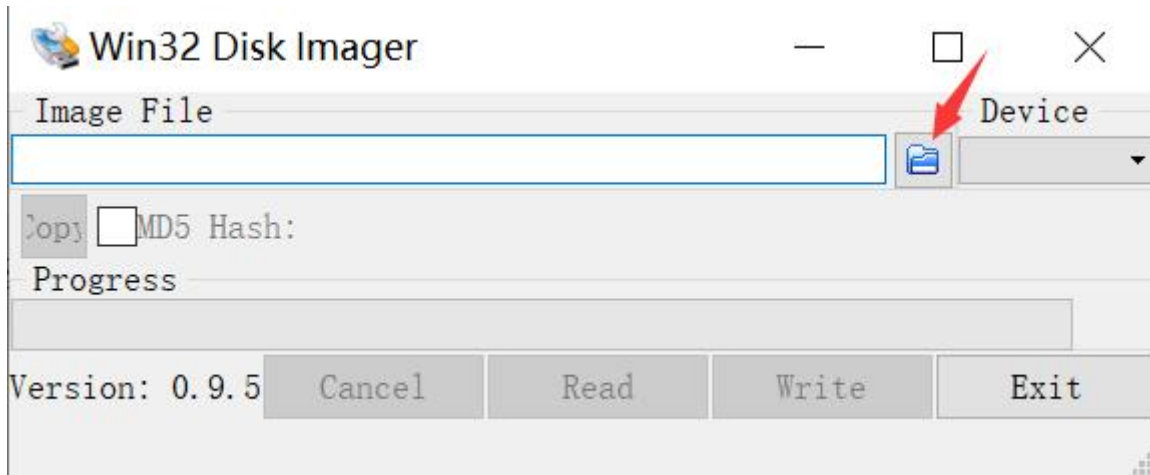 Win32 Disk Imager
Image File Device
Copy MD5 Hash:
Progress
Version: 0.9.5 Cancel Read Write Exit